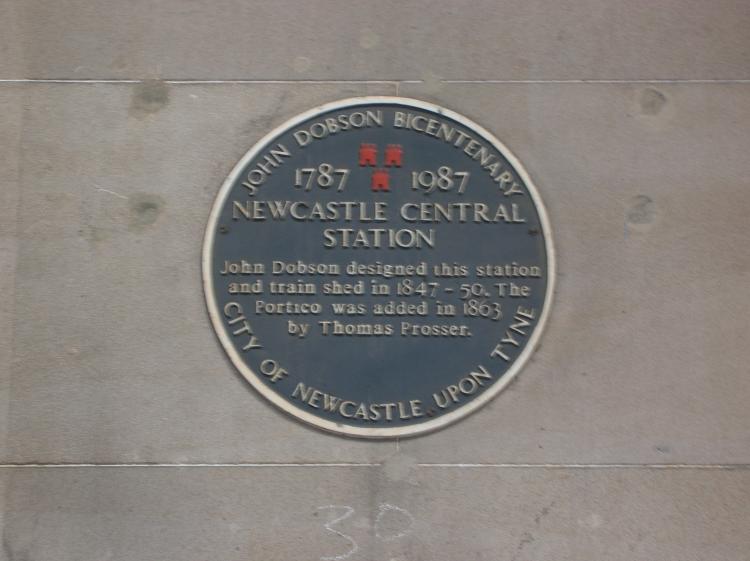 JOHN DOBSON BICENTENARY
1787 1987
NEWCASTLE CENTRAL
STATION
John Dobson designed this station
and train shed in 1847 - 50. The
Portico was added in 1863
by Thomas Prosser.
CITY OF NEWCASTLE UPON TYNE
30